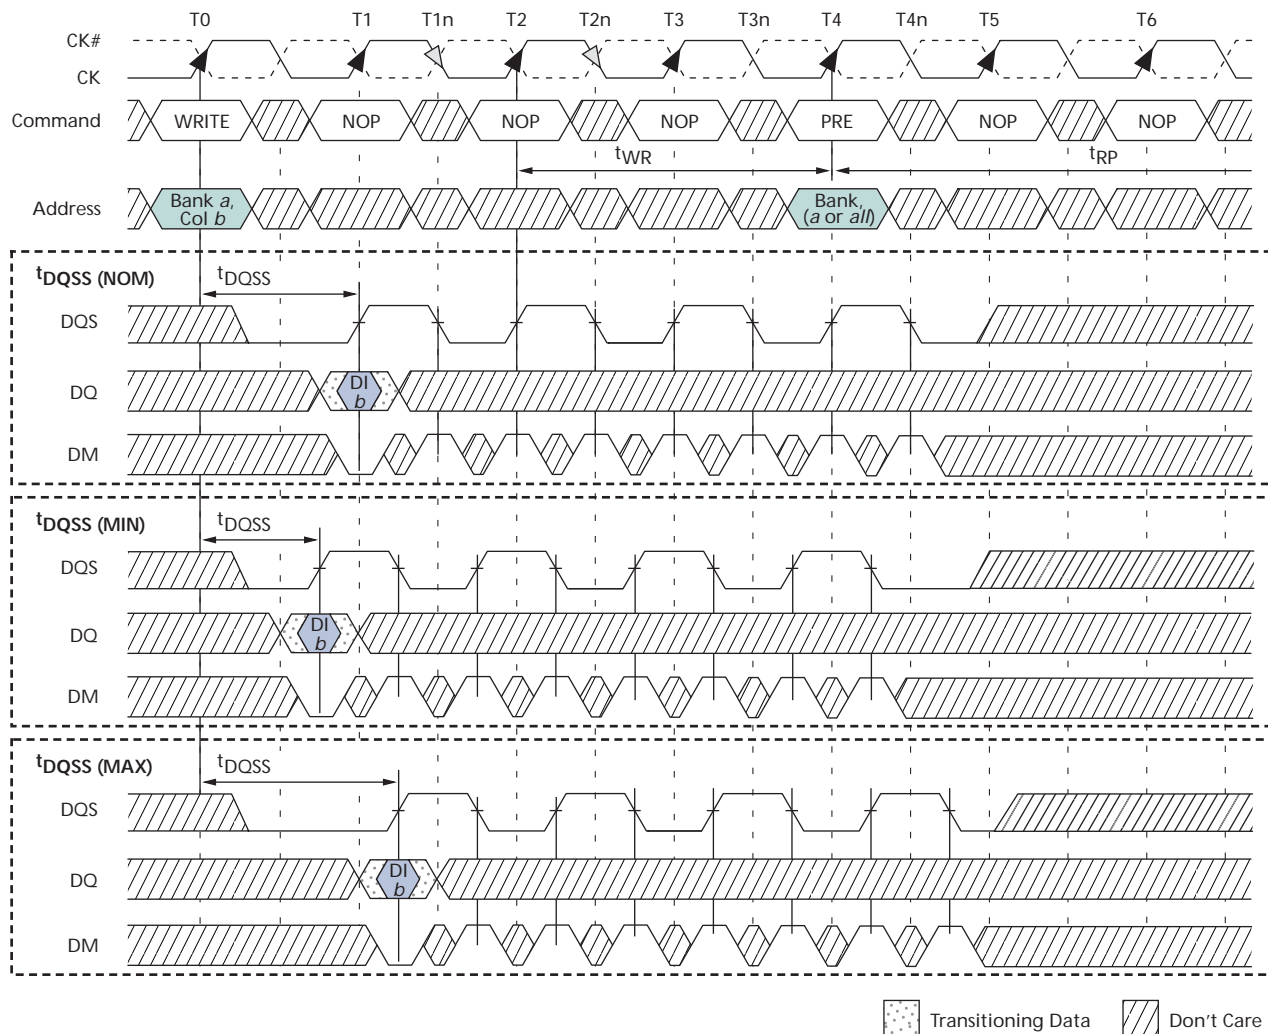 T0 T1 T1n T2 T2n T3 T3n T4 T4n T5 T6
CK#
CK
Command WRITE NOP NOP NOP PRE NOP NOP
tWR tRP
Address Bank a, Col b Bank, (a or all)
tDQSS (NOM) tDQSS
DQS
DQ DI b
DM
tDQSS (MIN) tDQSS
DQS
DQ DI b
DM
tDQSS (MAX) tDQSS
DQS
DQ DI b
DM
Transitioning Data Don't Care